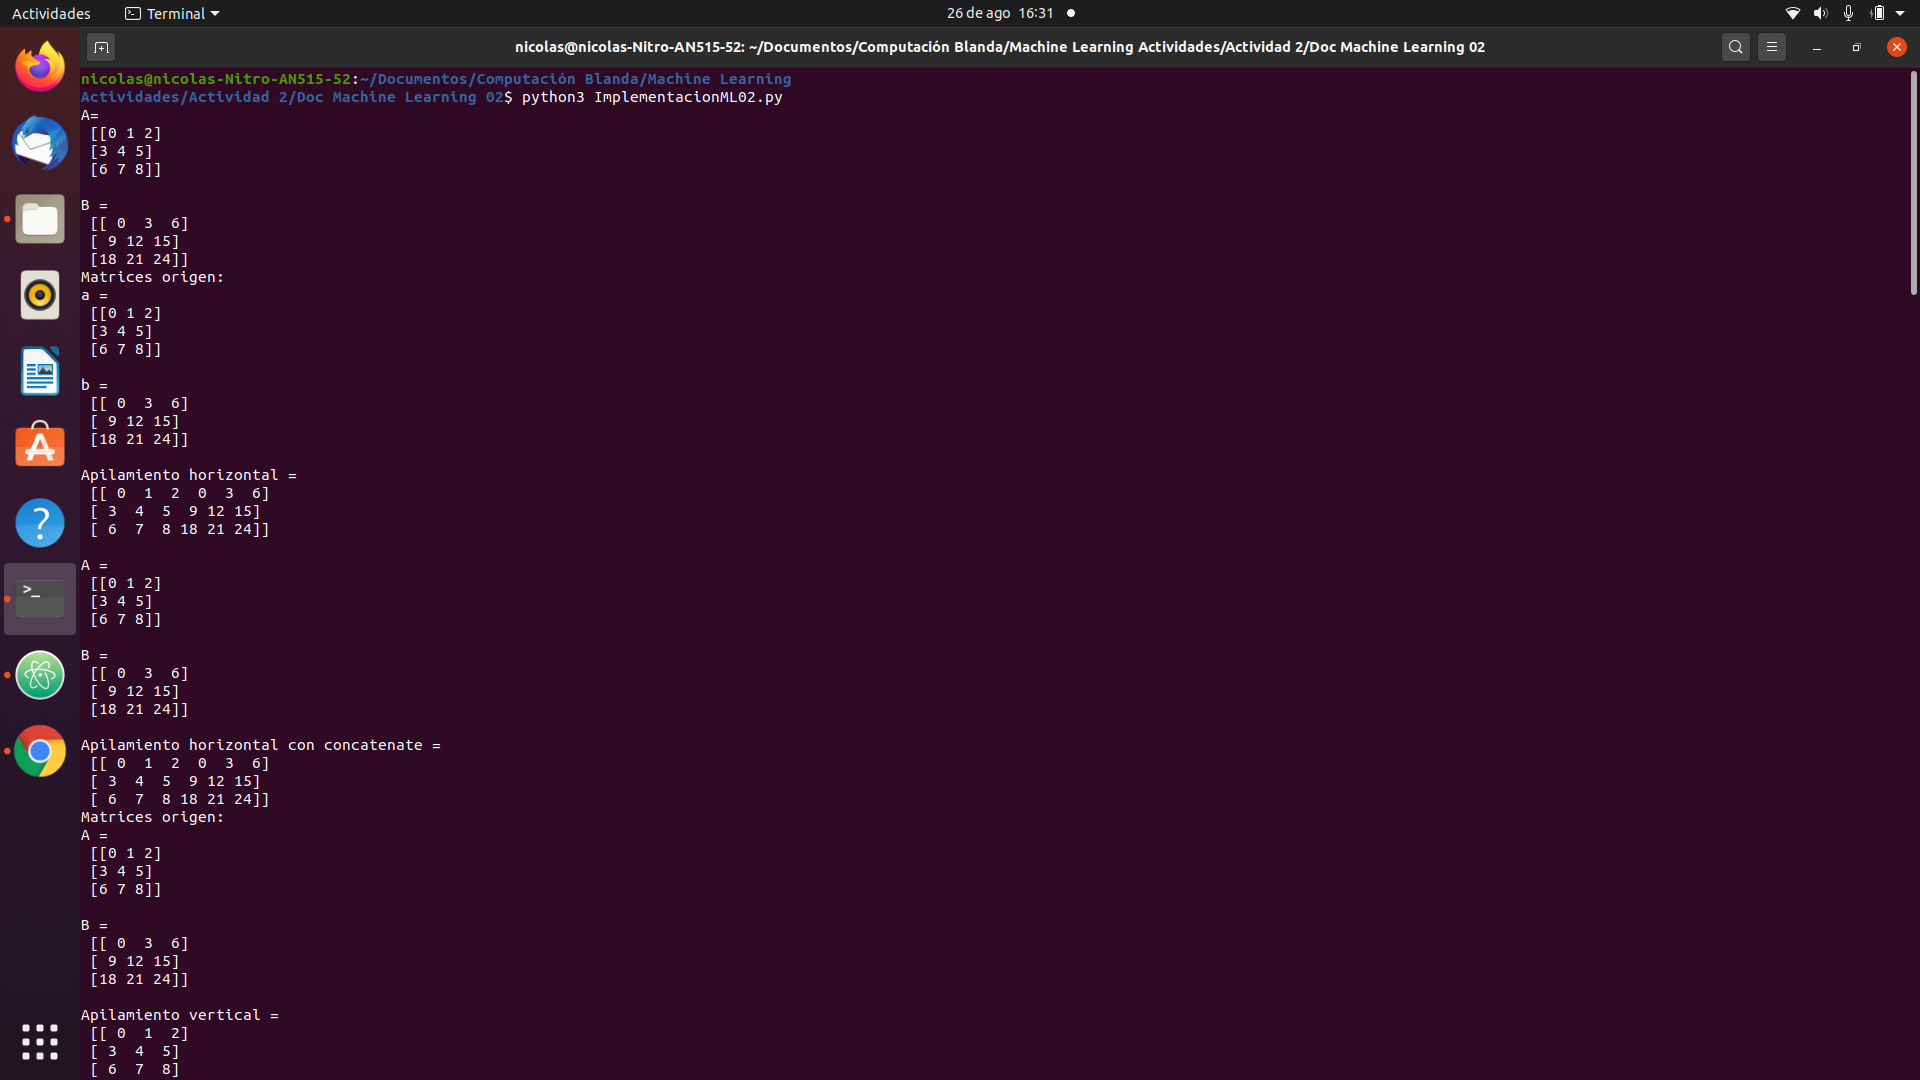 Actividades Terminal 26 de ago 16:31
nicolas@nicolas-Nitro-AN515-52: ~/Documentos/Computación Blanda/Machine Learning Actividades/Actividad 2/Doc Machine Learning 02
nicolas@nicolas-Nitro-AN515-52:~/Documentos/Computación Blanda/Machine Learning
Actividades/Actividad 2/Doc Machine Learning 02$ python3 ImplementacionML02.py
A=
 [[0 1 2]
 [3 4 5]
 [6 7 8]]

B =
 [[ 0  3  6]
 [ 9 12 15]
 [18 21 24]]
Matrices origen:
a =
 [[0 1 2]
 [3 4 5]
 [6 7 8]]

b =
 [[ 0  3  6]
 [ 9 12 15]
 [18 21 24]]

Apilamiento horizontal =
 [[ 0  1  2  0  3  6]
 [ 3  4  5  9 12 15]
 [ 6  7  8 18 21 24]]

A =
 [[0 1 2]
 [3 4 5]
 [6 7 8]]

B =
 [[ 0  3  6]
 [ 9 12 15]
 [18 21 24]]

Apilamiento horizontal con concatenate =
 [[ 0  1  2  0  3  6]
 [ 3  4  5  9 12 15]
 [ 6  7  8 18 21 24]]
Matrices origen:
A =
 [[0 1 2]
 [3 4 5]
 [6 7 8]]

B =
 [[ 0  3  6]
 [ 9 12 15]
 [18 21 24]]

Apilamiento vertical =
 [[ 0  1  2]
 [ 3  4  5]
 [ 6  7  8]